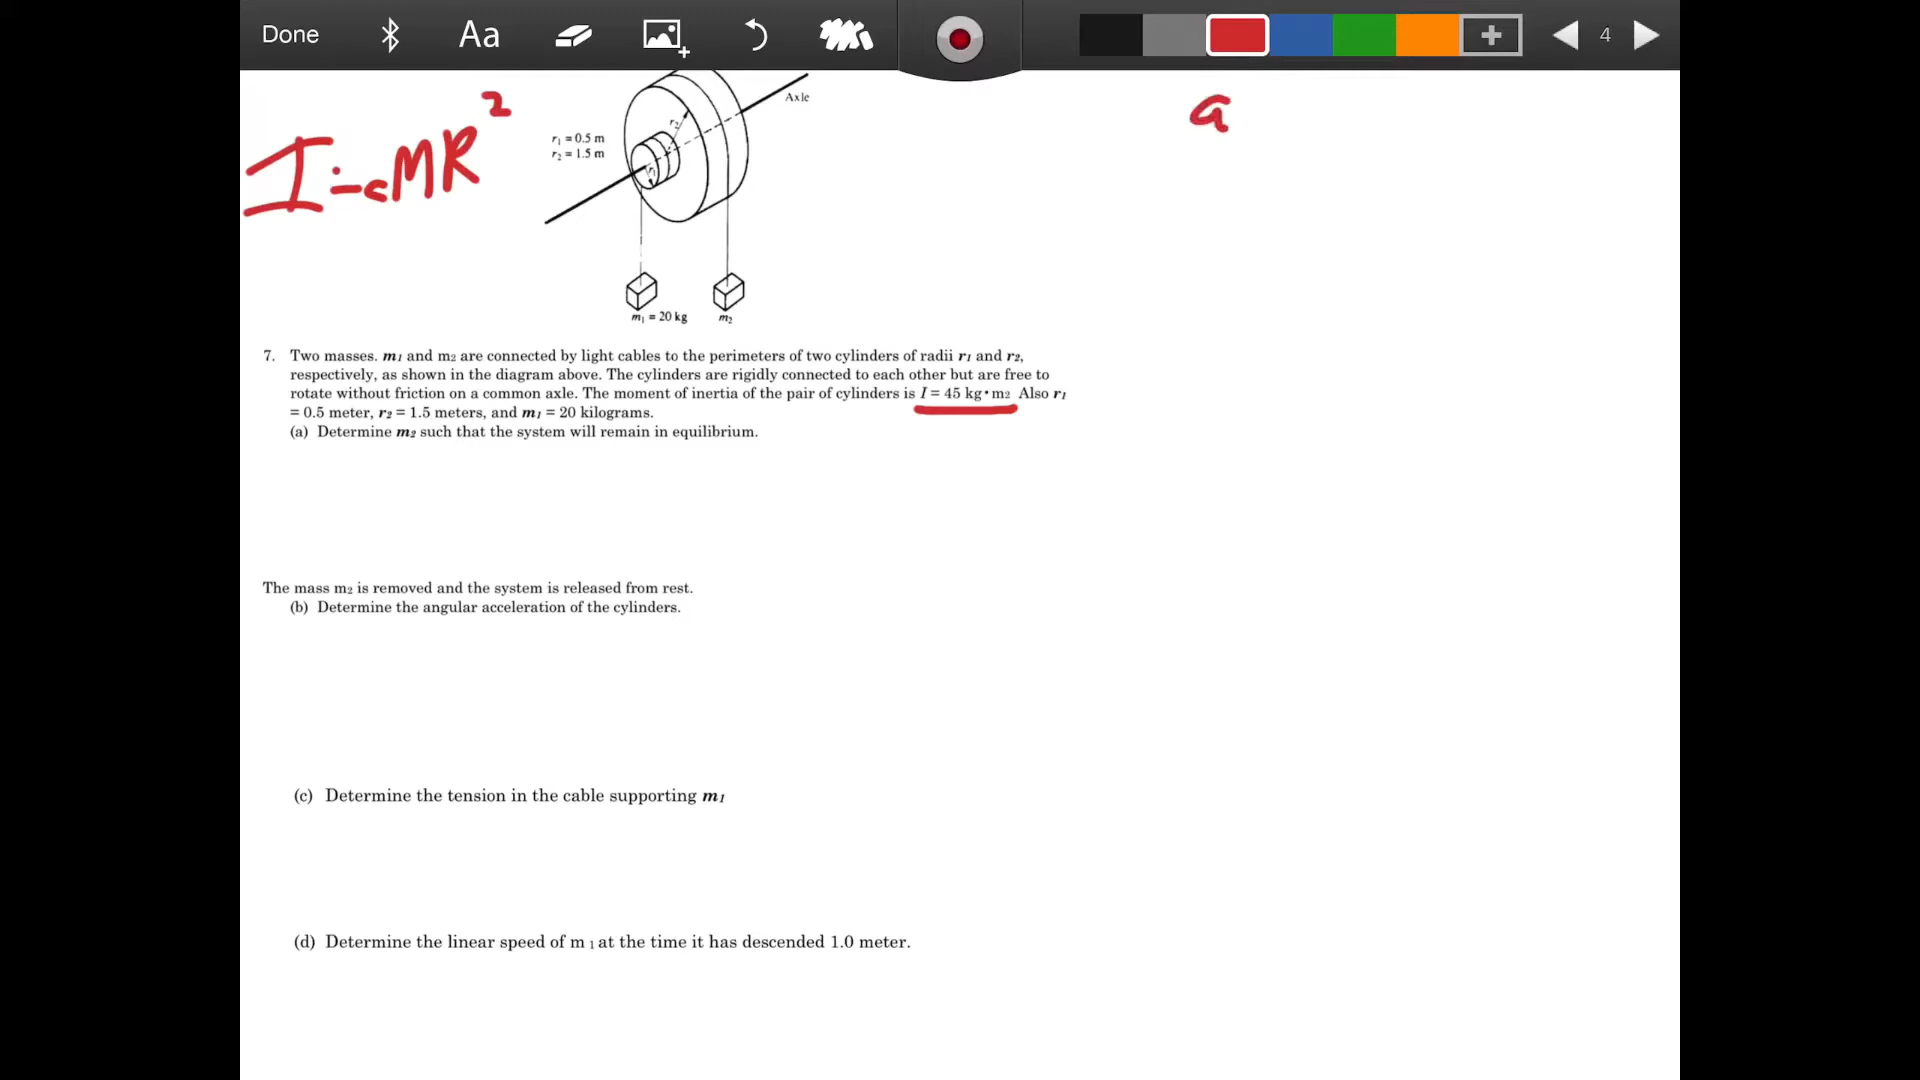 Done Aa 4
Axle
a
I = cMR²
r₁ = 0.5 m
r₂ = 1.5 m
r₂
r₁
m₁ = 20 kg m₂
7. Two masses. m₁ and m₂ are connected by light cables to the perimeters of two cylinders of radii r₁ and r₂,
respectively, as shown in the diagram above. The cylinders are rigidly connected to each other but are free to
rotate without friction on a common axle. The moment of inertia of the pair of cylinders is I = 45 kg•m₂ Also r₁
= 0.5 meter, r₂ = 1.5 meters, and m₁ = 20 kilograms.
(a) Determine m₂ such that the system will remain in equilibrium.
The mass m₂ is removed and the system is released from rest.
(b) Determine the angular acceleration of the cylinders.
(c) Determine the tension in the cable supporting m₁
(d) Determine the linear speed of m ₁ at the time it has descended 1.0 meter.